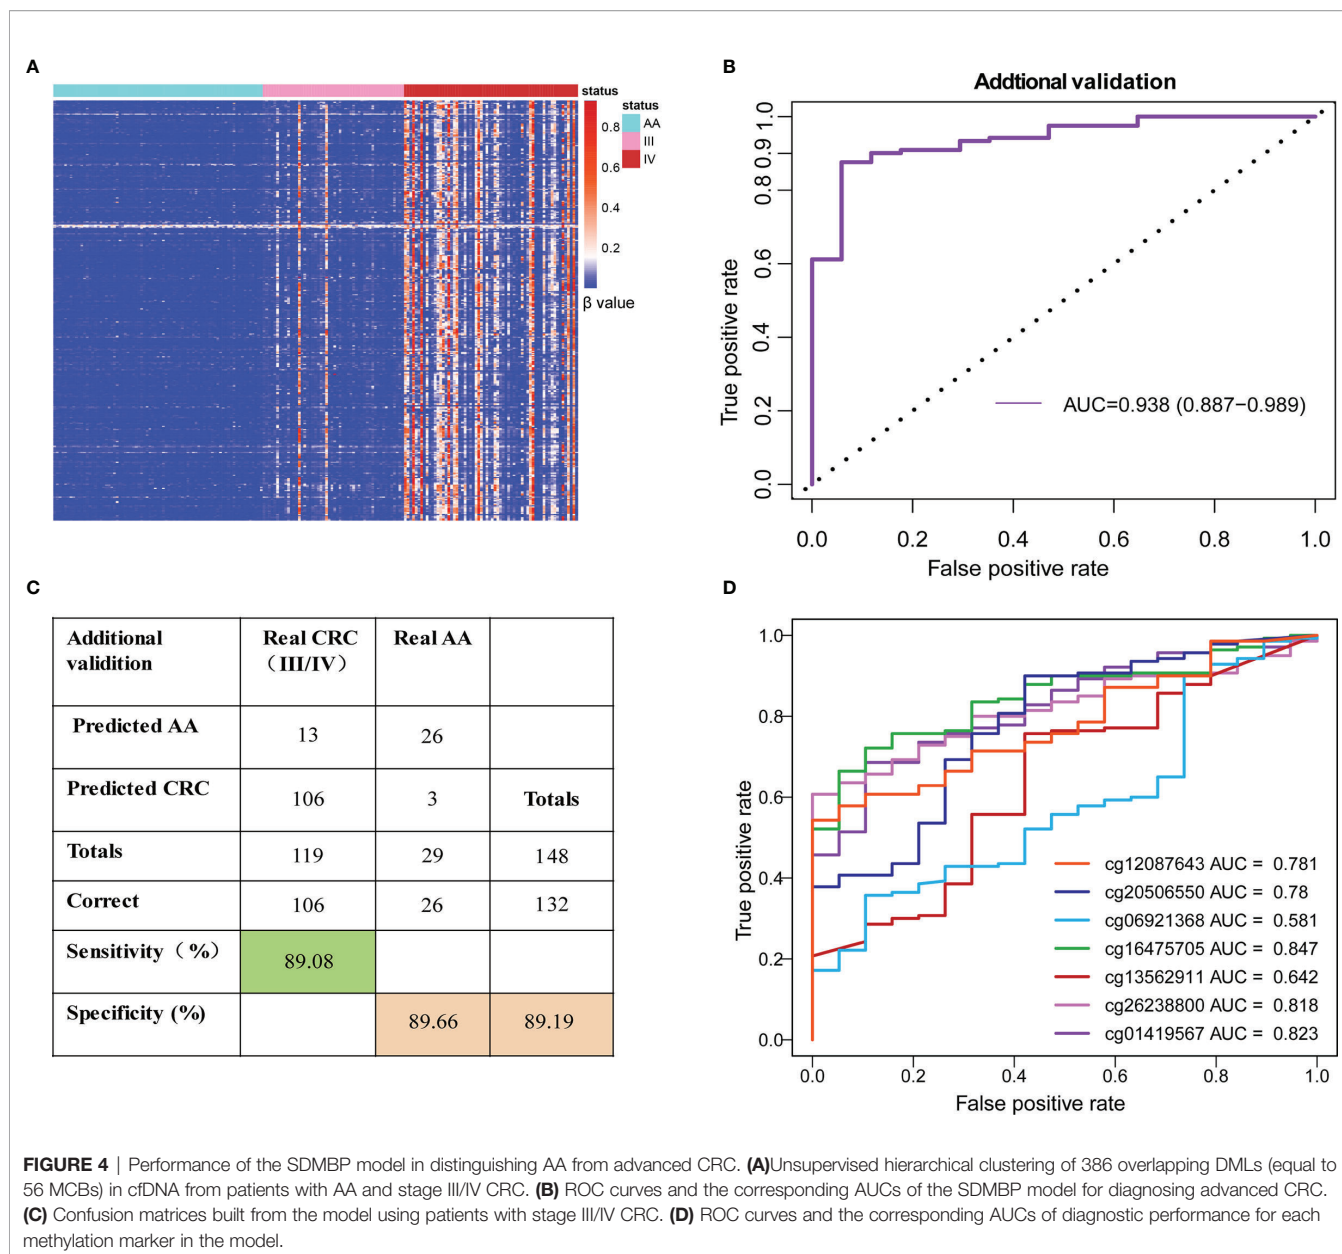 A
status
status
AA
III
IV
0.8
0.6
0.4
0.2
β value
B
Addtional validation
True positive rate
0.0 0.2 0.4 0.6 0.8 0.9 1.0
AUC=0.938 (0.887−0.989)
0.0 0.2 0.4 0.6 0.8 1.0
False positive rate
C
Additional validition Real CRC (III/IV) Real AA
Predicted AA 13 26
Predicted CRC 106 3 Totals
Totals 119 29 148
Correct 106 26 132
Sensitivity (%) 89.08
Specificity (%) 89.66 89.19
D
True positive rate
1.0
0.8
0.6
0.4
0.2
0.0
cg12087643 AUC = 0.781
cg20506550 AUC = 0.78
cg06921368 AUC = 0.581
cg16475705 AUC = 0.847
cg13562911 AUC = 0.642
cg26238800 AUC = 0.818
cg01419567 AUC = 0.823
0.0 0.2 0.4 0.6 0.8 1.0
False positive rate
FIGURE 4 | Performance of the SDMBP model in distinguishing AA from advanced CRC. (A)Unsupervised hierarchical clustering of 386 overlapping DMLs (equal to
56 MCBs) in cfDNA from patients with AA and stage III/IV CRC. (B) ROC curves and the corresponding AUCs of the SDMBP model for diagnosing advanced CRC.
(C) Confusion matrices built from the model using patients with stage III/IV CRC. (D) ROC curves and the corresponding AUCs of diagnostic performance for each
methylation marker in the model.